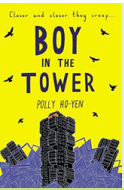 Closer and closer they creep...
BOY
IN THE
TOWER
POLLY HO-YEN